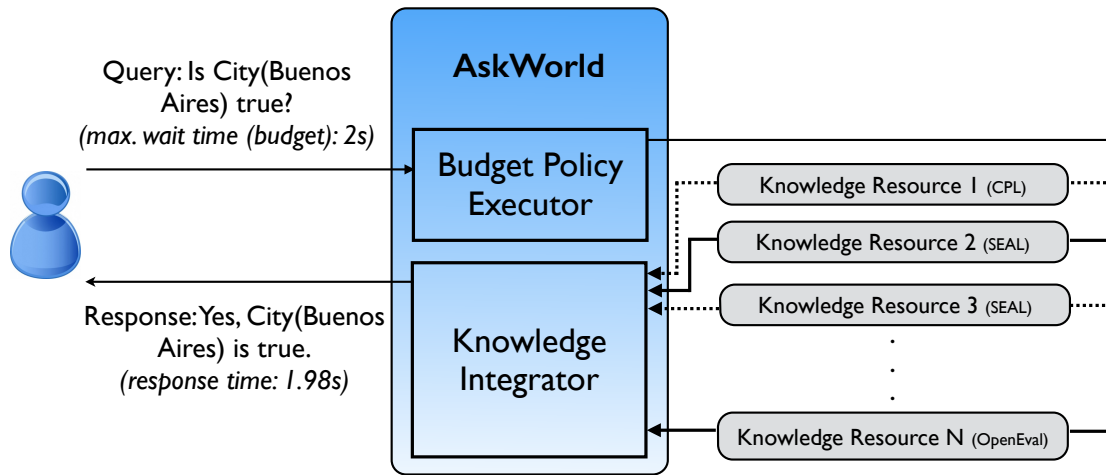 Query: Is City(Buenos
Aires) true?
(max. wait time (budget): 2s)
Response: Yes, City(Buenos
Aires) is true.
(response time: 1.98s)
AskWorld
Budget Policy
Executor
Knowledge
Integrator
Knowledge Resource 1 (CPL)
Knowledge Resource 2 (SEAL)
Knowledge Resource 3 (SEAL)
.
.
.
Knowledge Resource N (OpenEval)